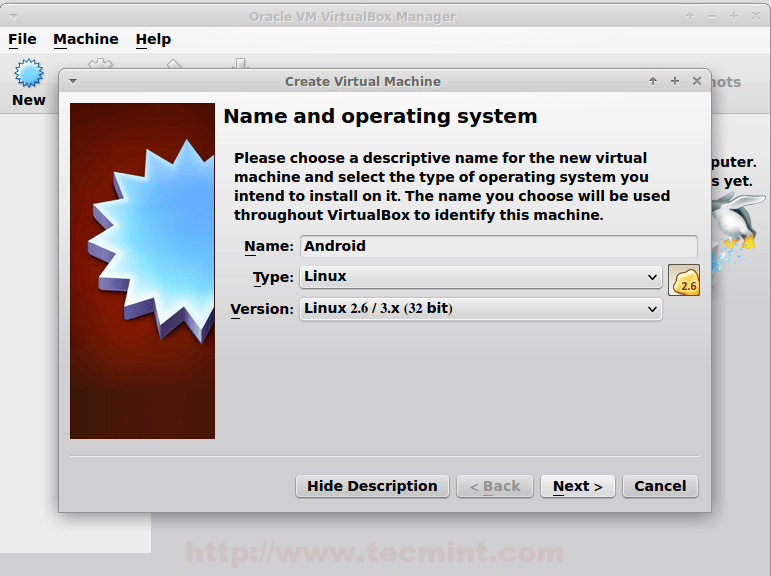 Oracle VM VirtualBox Manager
File Machine Help
New
Create Virtual Machine
Name and operating system
Please choose a descriptive name for the new virtual
machine and select the type of operating system you
intend to install on it. The name you choose will be used
throughout VirtualBox to identify this machine.
Name: Android
Type: Linux
2.6
Version: Linux 2.6 / 3.x (32 bit)
Hide Description < Back Next > Cancel
s yet.
http://www.tecmint.com